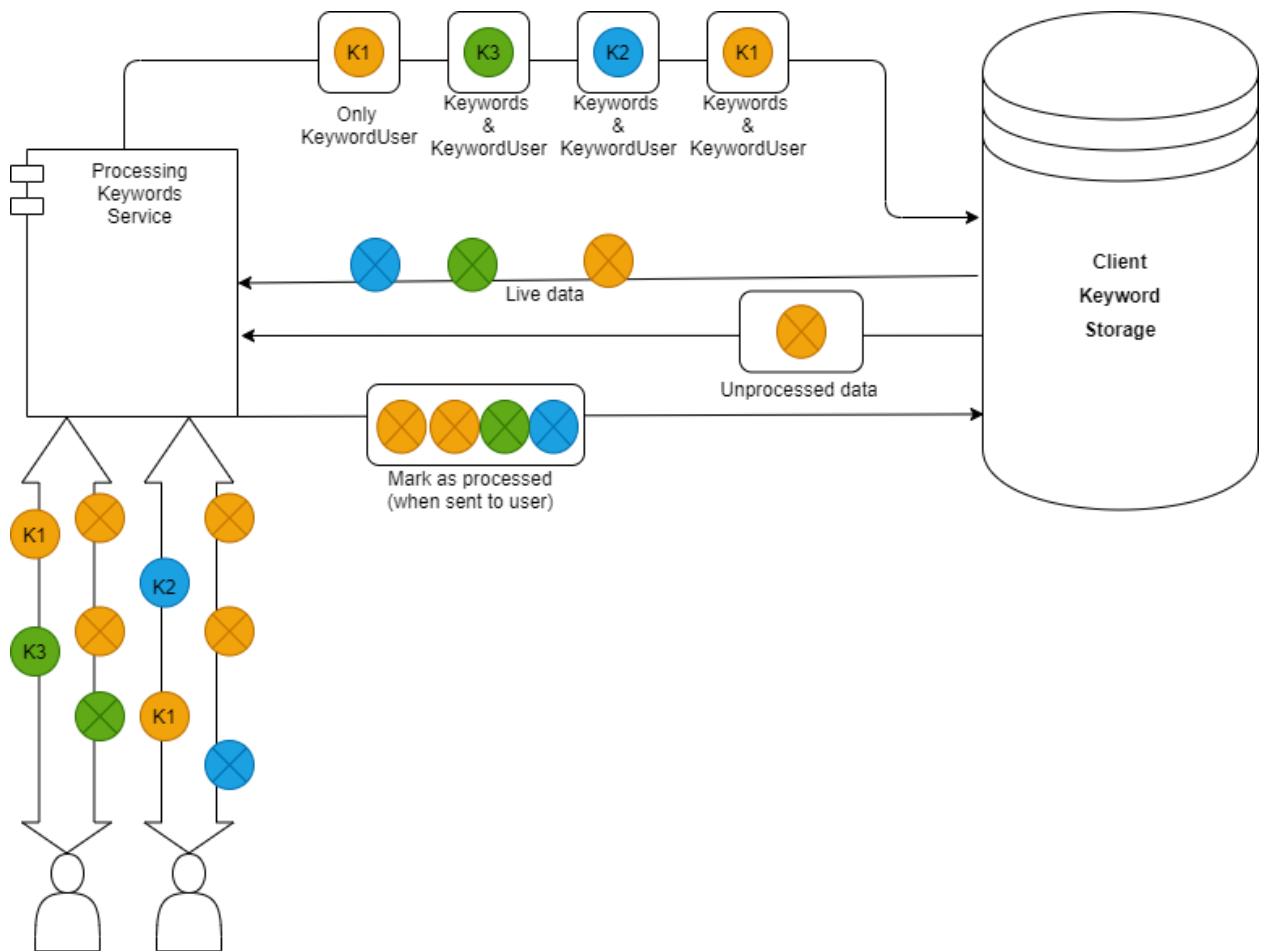 K1
K3
K2
K1
Only
KeywordUser
Keywords
&
KeywordUser
Keywords
&
KeywordUser
Keywords
&
KeywordUser
Processing
Keywords
Service
Live data
Client
Keyword
Storage
Unprocessed data
Mark as processed
(when sent to user)
K1
K2
K3
K1